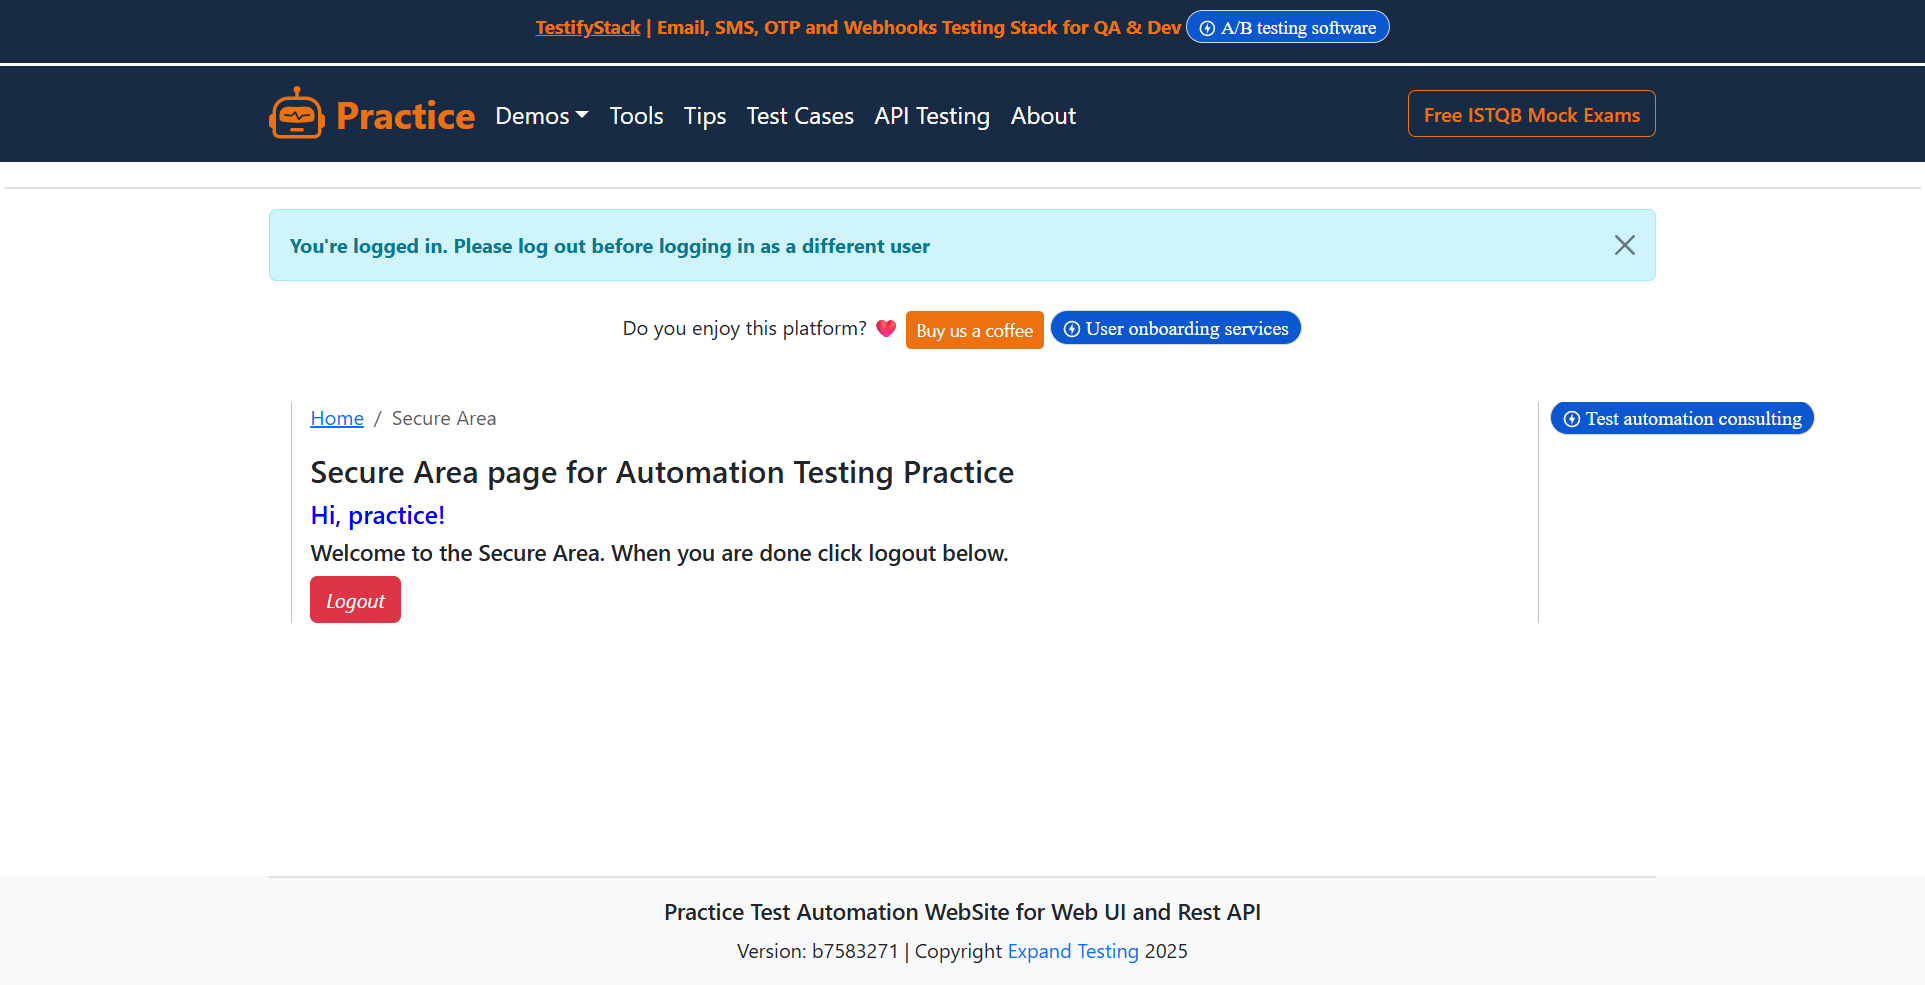 TestifyStack | Email, SMS, OTP and Webhooks Testing Stack for QA & Dev A/B testing software
Practice Demos Tools Tips Test Cases API Testing About Free ISTQB Mock Exams
You're logged in. Please log out before logging in as a different user
Do you enjoy this platform? Buy us a coffee User onboarding services
Home / Secure Area
Test automation consulting
Secure Area page for Automation Testing Practice
Hi, practice!
Welcome to the Secure Area. When you are done click logout below.
Logout
Practice Test Automation WebSite for Web UI and Rest API
Version: b7583271 | Copyright Expand Testing 2025